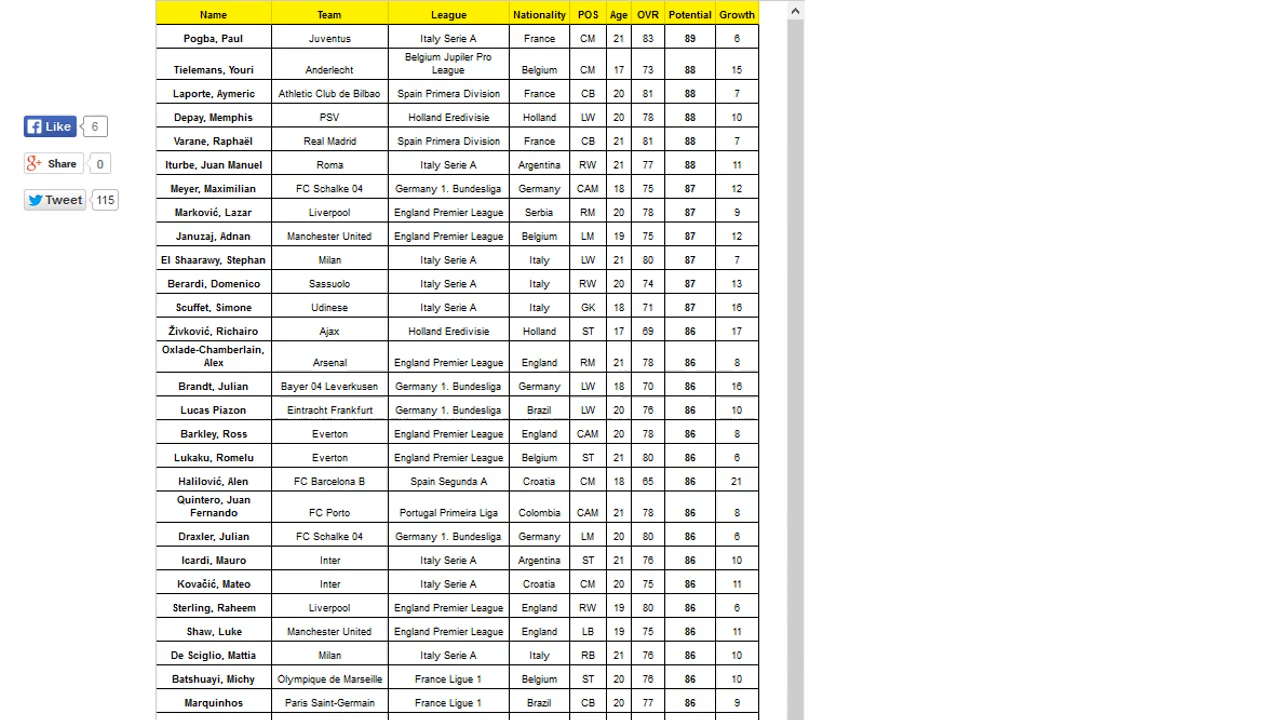 Name Team League Nationality POS Age OVR Potential Growth
Pogba, Paul Juventus Italy Serie A France CM 21 83 89 6
Belgium Jupiler Pro
Tielemans, Youri Anderlecht League Belgium CM 17 73 88 15
Laporte, Aymeric Athletic Club de Bilbao Spain Primera Division France CB 20 81 88 7
Depay, Memphis PSV Holland Eredivisie Holland LW 20 78 88 10
Like 6
Varane, Raphaël Real Madrid Spain Primera Division France CB 21 81 88 7
Iturbe, Juan Manuel Roma Italy Serie A Argentina RW 21 77 88 11
Share 0
Meyer, Maximilian FC Schalke 04 Germany 1. Bundesliga Germany CAM 18 75 87 12
Tweet 115
Marković, Lazar Liverpool England Premier League Serbia RM 20 78 87 9
Januzaj, Adnan Manchester United England Premier League Belgium LM 19 75 87 12
El Shaarawy, Stephan Milan Italy Serie A Italy LW 21 80 87 7
Berardi, Domenico Sassuolo Italy Serie A Italy RW 20 74 87 13
Scuffet, Simone Udinese Italy Serie A Italy GK 18 71 87 16
Živković, Richairo Ajax Holland Eredivisie Holland ST 17 69 86 17
Oxlade-Chamberlain,
Alex Arsenal England Premier League England RM 21 78 86 8
Brandt, Julian Bayer 04 Leverkusen Germany 1. Bundesliga Germany LW 18 70 86 16
Lucas Piazon Eintracht Frankfurt Germany 1. Bundesliga Brazil LW 20 76 86 10
Barkley, Ross Everton England Premier League England CAM 20 78 86 8
Lukaku, Romelu Everton England Premier League Belgium ST 21 80 86 6
Halilović, Alen FC Barcelona B Spain Segunda A Croatia CM 18 65 86 21
Quintero, Juan
Fernando FC Porto Portugal Primeira Liga Colombia CAM 21 78 86 8
Draxler, Julian FC Schalke 04 Germany 1. Bundesliga Germany LM 20 80 86 6
Icardi, Mauro Inter Italy Serie A Argentina ST 21 76 86 10
Kovačić, Mateo Inter Italy Serie A Croatia CM 20 75 86 11
Sterling, Raheem Liverpool England Premier League England RW 19 80 86 6
Shaw, Luke Manchester United England Premier League England LB 19 75 86 11
De Sciglio, Mattia Milan Italy Serie A Italy RB 21 76 86 10
Batshuayi, Michy Olympique de Marseille France Ligue 1 Belgium ST 20 76 86 10
Marquinhos Paris Saint-Germain France Ligue 1 Brazil CB 20 77 86 9